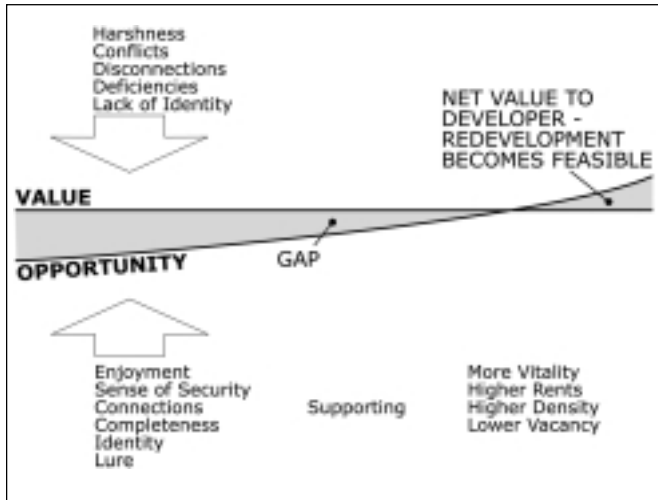 Harshness
Conflicts
Disconnections
Deficiencies
Lack of Identity
NET VALUE TO
DEVELOPER -
REDEVELOPMENT
BECOMES FEASIBLE
VALUE
OPPORTUNITY
GAP
Enjoyment
Sense of Security
Connections
Completeness
Identity
Lure
Supporting
More Vitality
Higher Rents
Higher Density
Lower Vacancy